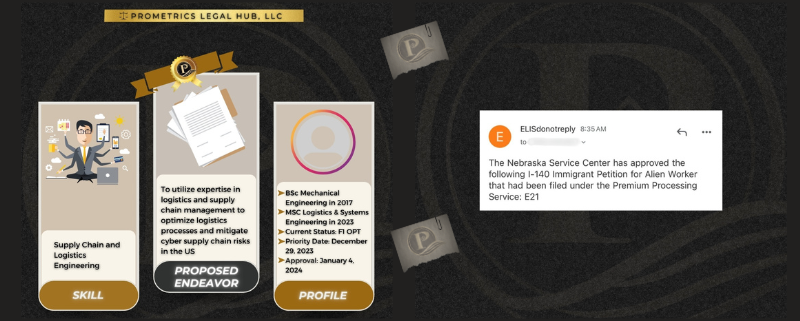 PROMETRICS LEGAL HUB, LLC
Supply Chain and
Logistics
Engineering
SKILL
To utilize expertise in
logistics and supply
chain management to
optimize logistics
processes and mitigate
cyber supply chain risks
in the US
PROPOSED
ENDEAVOR
➤BSc Mechanical
Engineering in 2017
➤MSC Logistics & Systems
Engineering in 2023
➤Current Status: F1 OPT
➤Priority Date: December
29, 2023
➤Approval: January 4,
2024
PROFILE
E
ELISdonotreply 8:35 AM
to
The Nebraska Service Center has approved the
following I-140 Immigrant Petition for Alien Worker
that had been filed under the Premium Processing
Service: E21